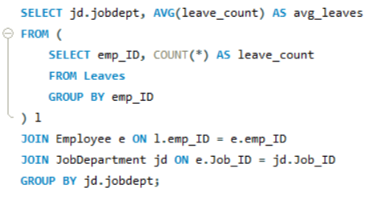 SELECT jd.jobdept, AVG(leave_count) AS avg_leaves
FROM (
SELECT emp_ID, COUNT(*) AS leave_count
FROM Leaves
GROUP BY emp_ID
) l
JOIN Employee e ON l.emp_ID = e.emp_ID
JOIN JobDepartment jd ON e.Job_ID = jd.Job_ID
GROUP BY jd.jobdept;